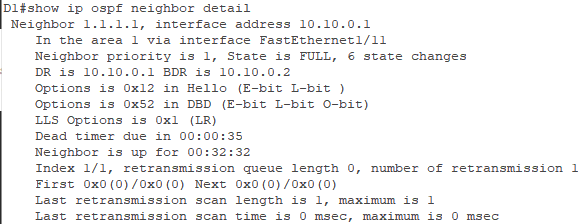 D1#show ip ospf neighbor detail
Neighbor 1.1.1.1, interface address 10.10.0.1
In the area 1 via interface FastEthernet1/11
Neighbor priority is 1, State is FULL, 6 state changes
DR is 10.10.0.1 BDR is 10.10.0.2
Options is 0x12 in Hello (E-bit L-bit )
Options is 0x52 in DBD (E-bit L-bit O-bit)
LLS Options is 0x1 (LR)
Dead timer due in 00:00:35
Neighbor is up for 00:32:32
Index 1/1, retransmission queue length 0, number of retransmission 1
First 0x0(0)/0x0(0) Next 0x0(0)/0x0(0)
Last retransmission scan length is 1, maximum is 1
Last retransmission scan time is 0 msec, maximum is 0 msec